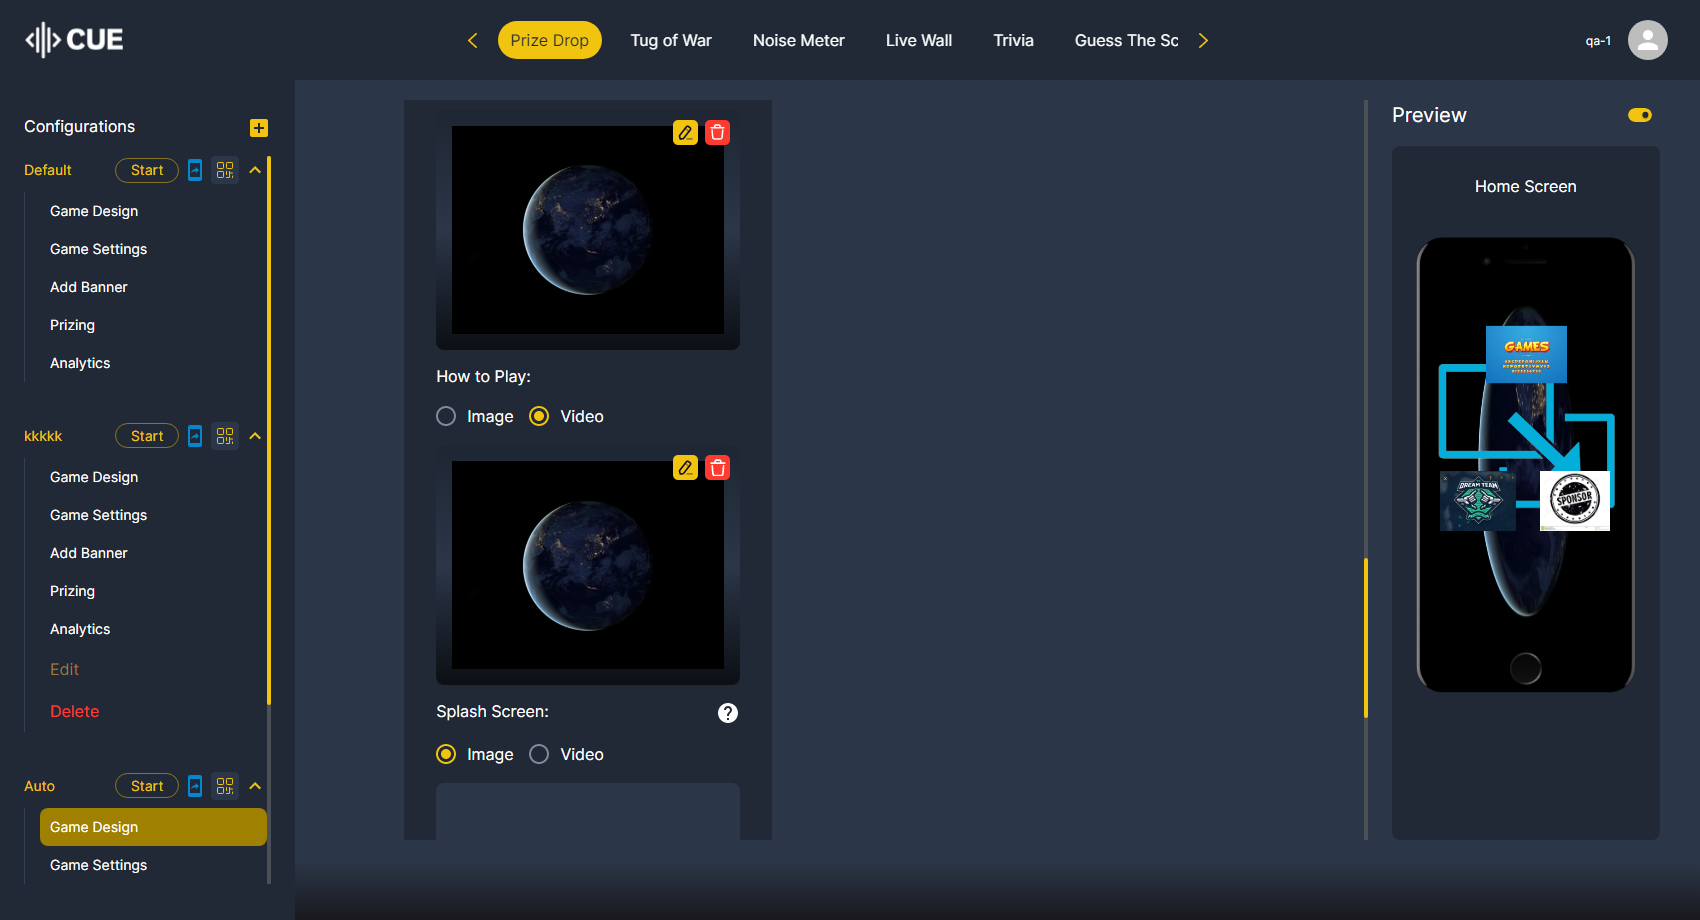 CUE
Prize Drop
Tug of War
Noise Meter
Live Wall
Trivia
Guess The Sc
qa-1
Configurations
Default
Start
Game Design
Game Settings
Add Banner
Prizing
Analytics
kkkkk
Start
Game Design
Game Settings
Add Banner
Prizing
Analytics
Edit
Delete
Auto
Start
Game Design
Game Settings
How to Play:
Image
Video
Splash Screen:
?
Image
Video
Preview
Home Screen
GAMES
DREAM TEAM
SPONSOR